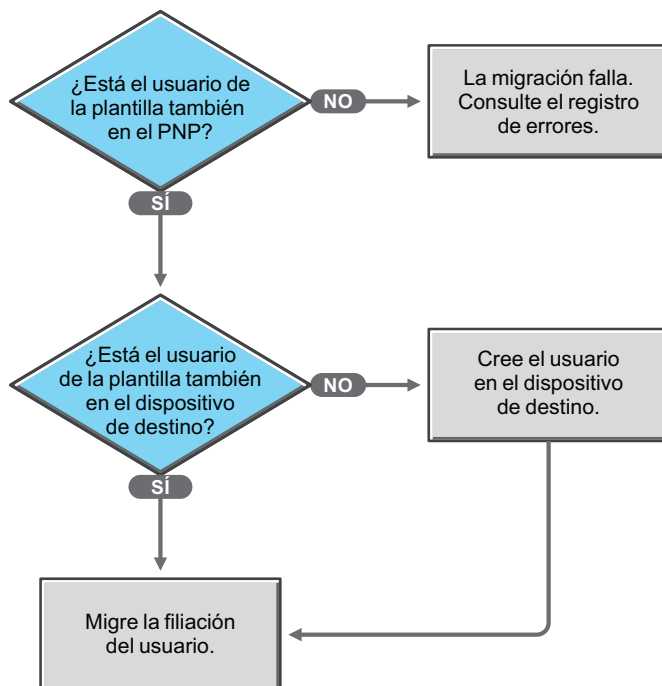 ¿Está el usuario de
la plantilla también
en el PNP?
NO
La migración falla.
Consulte el registro
de errores.
SÍ
¿Está el usuario
de la plantilla también
en el dispositivo
de destino?
NO
Cree el usuario
en el dispositivo
de destino.
SÍ
Migre la filiación
del usuario.